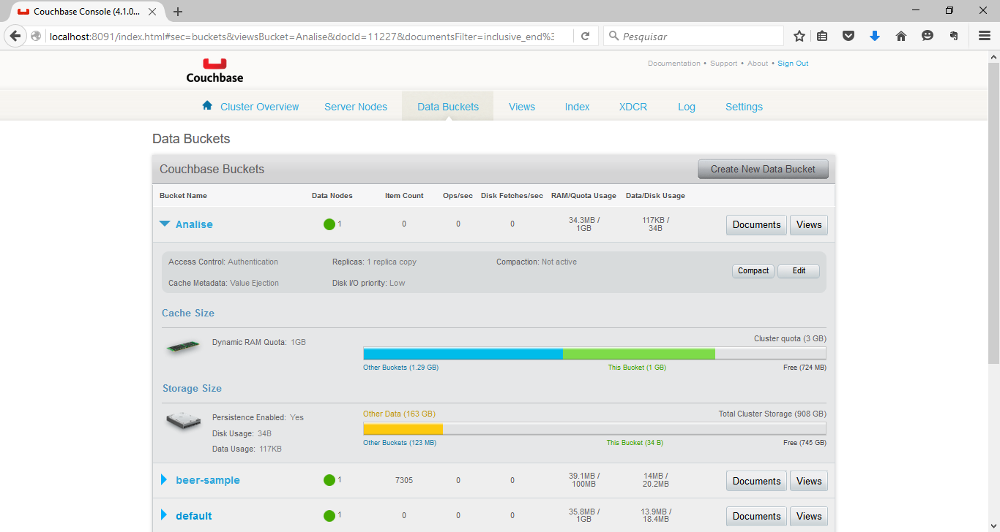 Couchbase Console (4.1.0...
localhost:8091/index.html#sec=buckets&viewsBucket=Analise&docId=11227&documentsFilter=inclusive_end%3
Pesquisar
Couchbase
Documentation • Support • About • Sign Out
Cluster Overview Server Nodes Data Buckets Views Index XDCR Log Settings
Data Buckets
Couchbase Buckets Create New Data Bucket
Bucket Name Data Nodes Item Count Ops/sec Disk Fetches/sec RAM/Quota Usage Data/Disk Usage
Analise 1 0 0 0 34.3MB / 1GB 117KB / 34B Documents Views
Access Control: Authentication Replicas: 1 replica copy Compaction: Not active
Compact Edit
Cache Metadata: Value Ejection Disk I/O priority: Low
Cache Size
Dynamic RAM Quota: 1GB Cluster quota (3 GB)
Other Buckets (1.29 GB) This Bucket (1 GB) Free (724 MB)
Storage Size
Persistence Enabled: Yes Other Data (163 GB) Total Cluster Storage (908 GB)
Disk Usage: 34B
Other Buckets (123 MB) This Bucket (34 B) Free (745 GB)
Data Usage: 117KB
beer-sample 1 7305 0 0 39.1MB / 100MB 14MB / 20.2MB Documents Views
default 1 0 0 0 35.8MB / 1GB 13.9MB / 18.4MB Documents Views